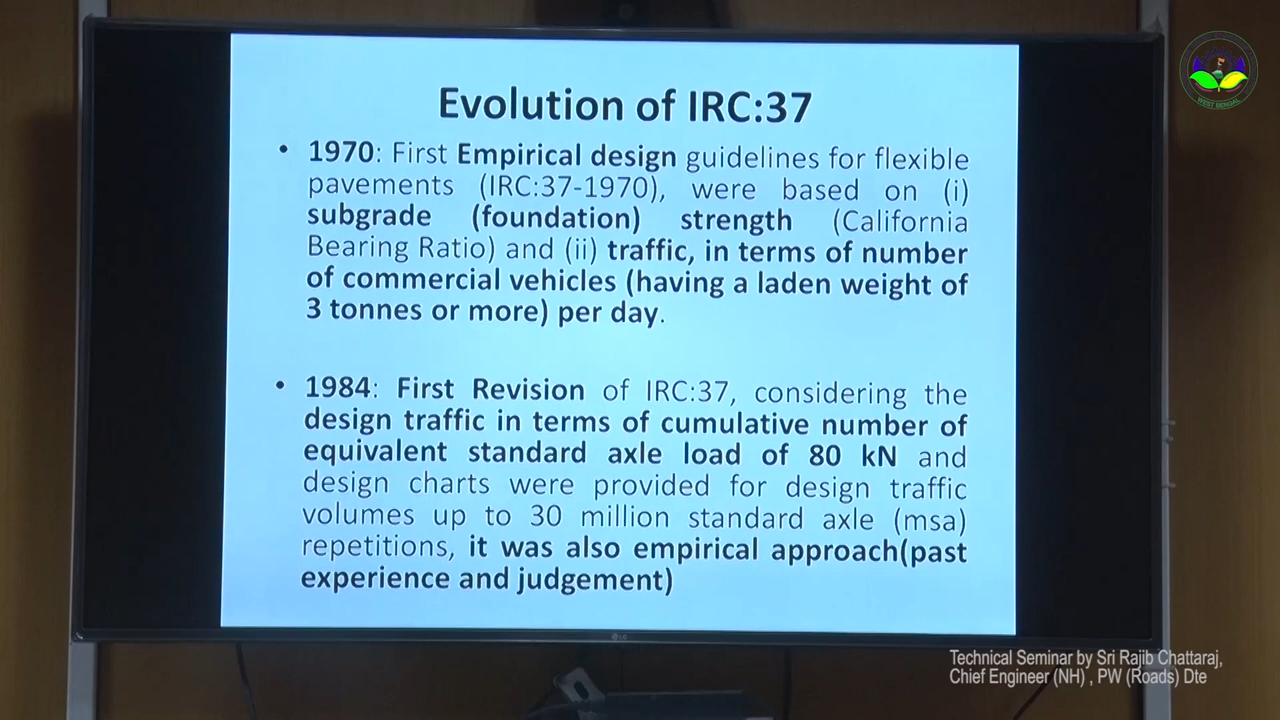 Evolution of IRC:37
• 1970: First Empirical design guidelines for flexible
pavements (IRC:37-1970), were based on (i)
subgrade (foundation) strength (California
Bearing Ratio) and (ii) traffic, in terms of number
of commercial vehicles (having a laden weight of
3 tonnes or more) per day.
• 1984: First Revision of IRC:37, considering the
design traffic in terms of cumulative number of
equivalent standard axle load of 80 kN and
design charts were provided for design traffic
volumes up to 30 million standard axle (msa)
repetitions, it was also empirical approach(past
experience and judgement)
LG
WEST BENGAL
Technical Seminar by Sri Rajib Chattaraj,
Chief Engineer (NH) , PW (Roads) Dte